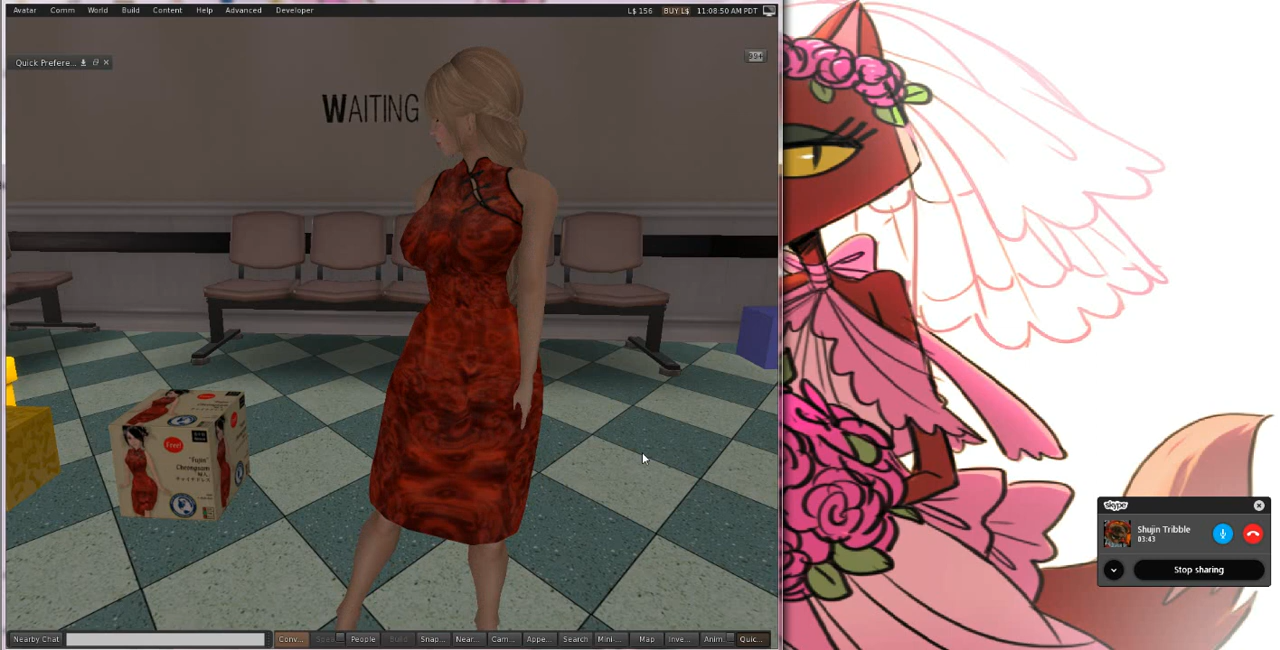 Avatar Comm World Build Content Help Advanced Developer
L$ 156 BUY L$ 11:08:50 AM PDT
Quick Prefere...
WAITING
Free!
"Fujin"
Cheongsam
skype
Shujin Tribble
03:43
Stop sharing
Nearby Chat Conv... People Build Snap... Near... Cam... Appe... Search Mini-... Map Inve... Anim... Quic...